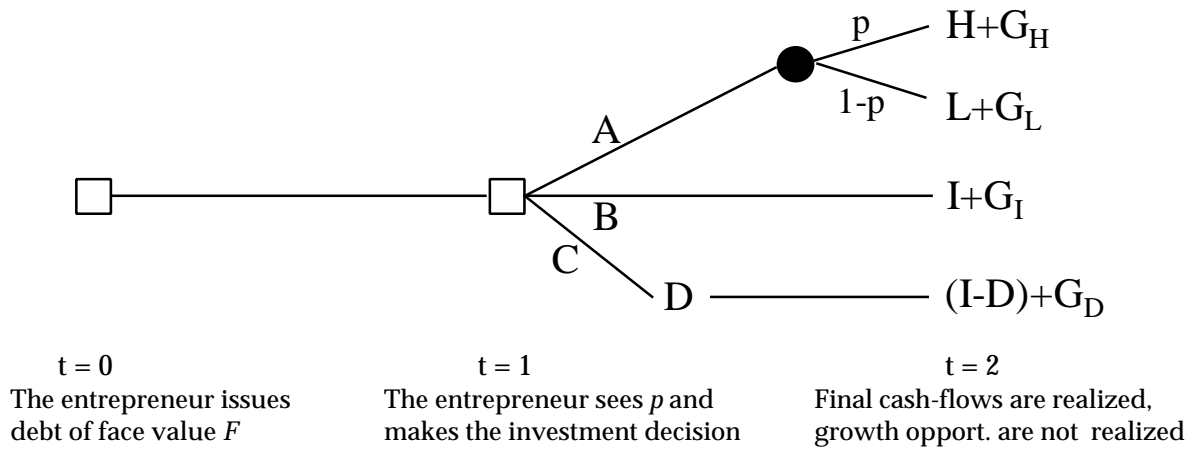 p
H+G_H
1-p
L+G_L
A
B
I+G_I
C
D
(I-D)+G_D
t = 0
The entrepreneur issues
debt of face value F
t = 1
The entrepreneur sees p and
makes the investment decision
t = 2
Final cash-flows are realized,
growth opport. are not realized